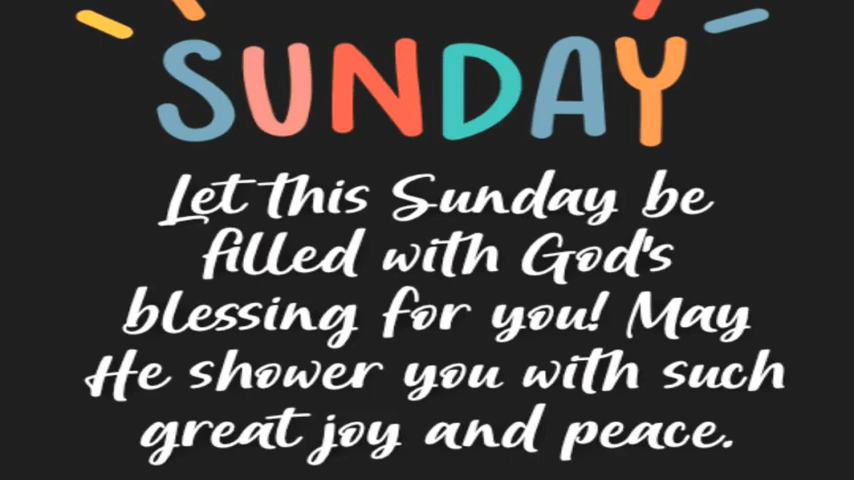 SUNDAY
Let this Sunday be
filled with God's
blessing for you! May
He shower you with such
great joy and peace.